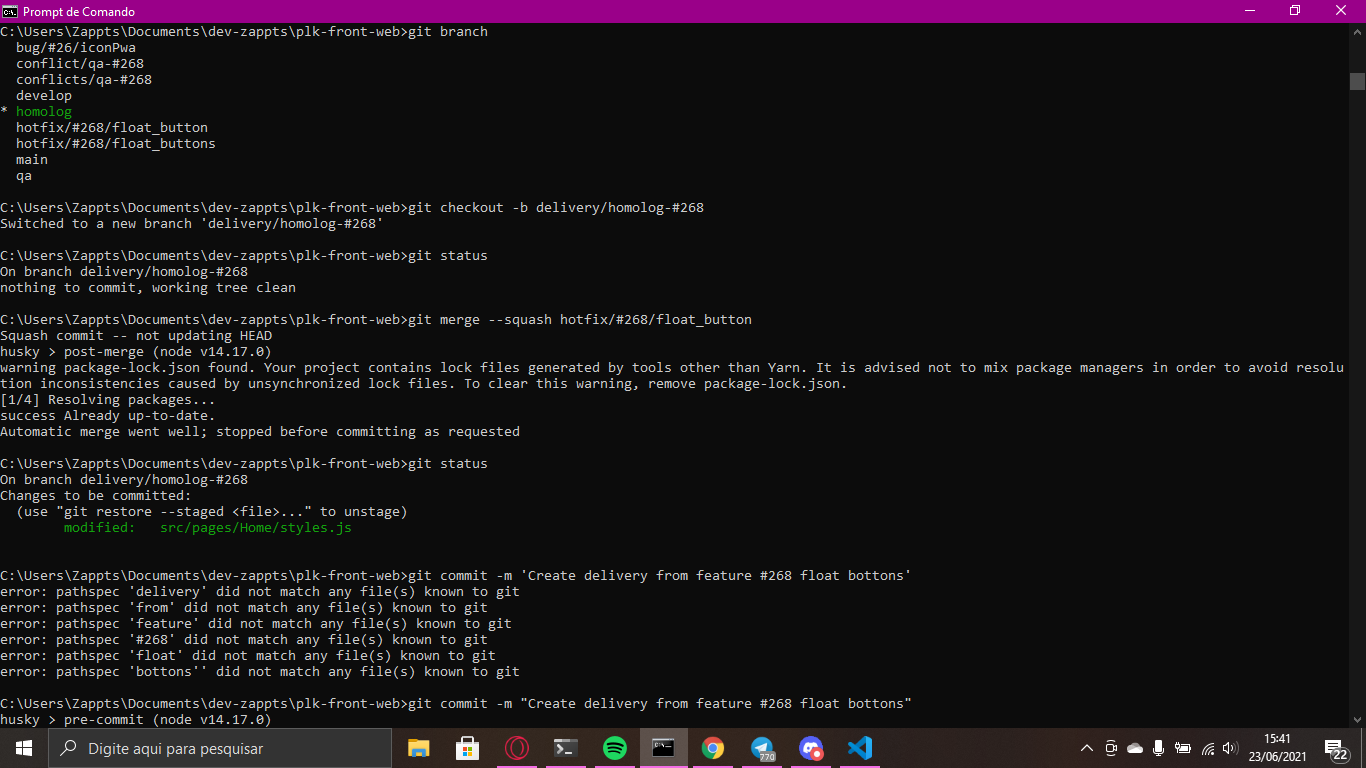 Prompt de Comando
C:\Users\Zappts\Documents\dev-zappts\plk-front-web>git branch
bug/#26/iconPwa
conflict/qa-#268
conflicts/qa-#268
develop
* homolog
hotfix/#268/float_button
hotfix/#268/float_buttons
main
qa
C:\Users\Zappts\Documents\dev-zappts\plk-front-web>git checkout -b delivery/homolog-#268
Switched to a new branch 'delivery/homolog-#268'
C:\Users\Zappts\Documents\dev-zappts\plk-front-web>git status
On branch delivery/homolog-#268
nothing to commit, working tree clean
C:\Users\Zappts\Documents\dev-zappts\plk-front-web>git merge --squash hotfix/#268/float_button
Squash commit -- not updating HEAD
husky > post-merge (node v14.17.0)
warning package-lock.json found. Your project contains lock files generated by tools other than Yarn. It is advised not to mix package managers in order to avoid resolu
tion inconsistencies caused by unsynchronized lock files. To clear this warning, remove package-lock.json.
[1/4] Resolving packages...
success Already up-to-date.
Automatic merge went well; stopped before committing as requested
C:\Users\Zappts\Documents\dev-zappts\plk-front-web>git status
On branch delivery/homolog-#268
Changes to be committed:
(use "git restore --staged <file>..." to unstage)
modified:   src/pages/Home/styles.js
C:\Users\Zappts\Documents\dev-zappts\plk-front-web>git commit -m 'Create delivery from feature #268 float bottons'
error: pathspec 'delivery' did not match any file(s) known to git
error: pathspec 'from' did not match any file(s) known to git
error: pathspec 'feature' did not match any file(s) known to git
error: pathspec '#268' did not match any file(s) known to git
error: pathspec 'float' did not match any file(s) known to git
error: pathspec 'bottons'' did not match any file(s) known to git
C:\Users\Zappts\Documents\dev-zappts\plk-front-web>git commit -m "Create delivery from feature #268 float bottons"
husky > pre-commit (node v14.17.0)
Digite aqui para pesquisar
770
15:41
23/06/2021
22